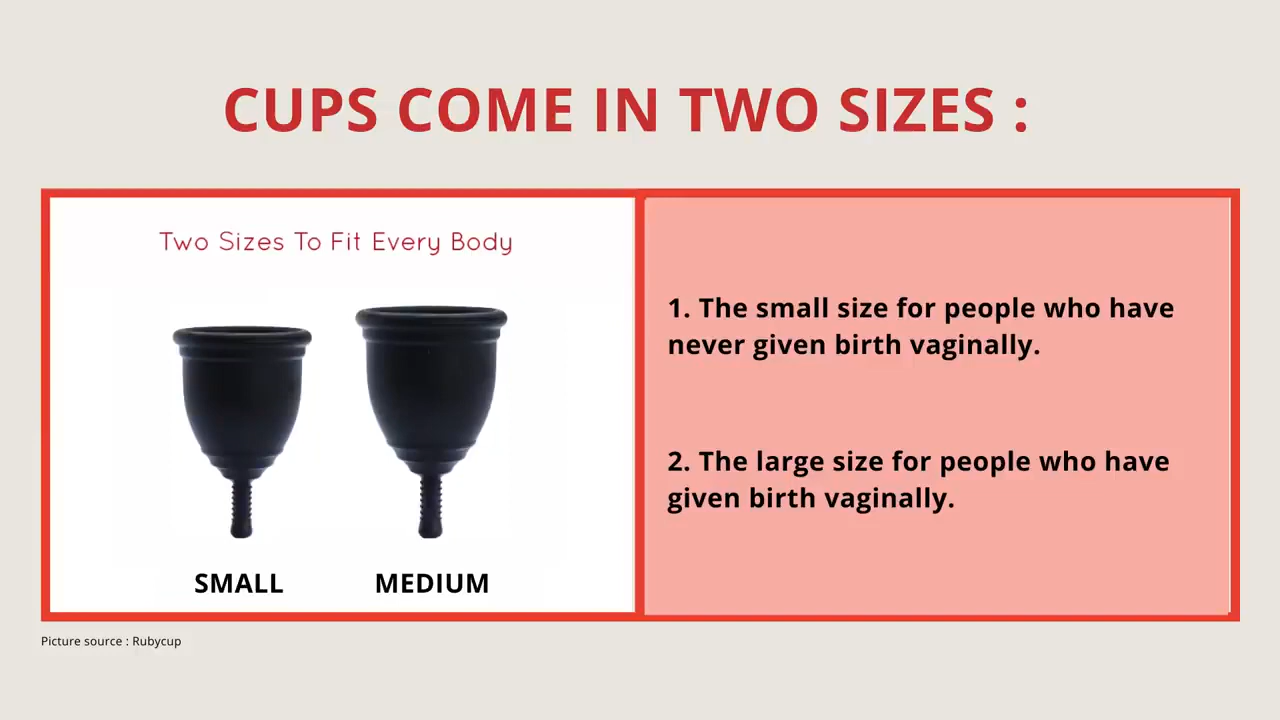 CUPS COME IN TWO SIZES :
Two Sizes To Fit Every Body
SMALL
MEDIUM
1. The small size for people who have
never given birth vaginally.
2. The large size for people who have
given birth vaginally.
Picture source : Rubycup